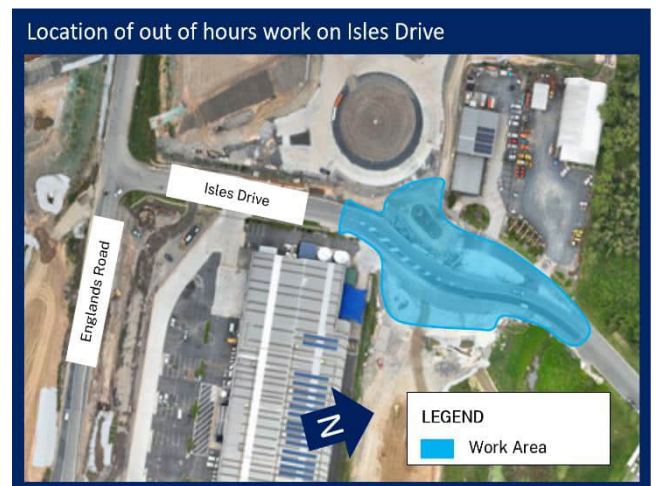 Location of out of hours work on Isles Drive
Isles Drive
Englands Road
N
LEGEND
Work Area